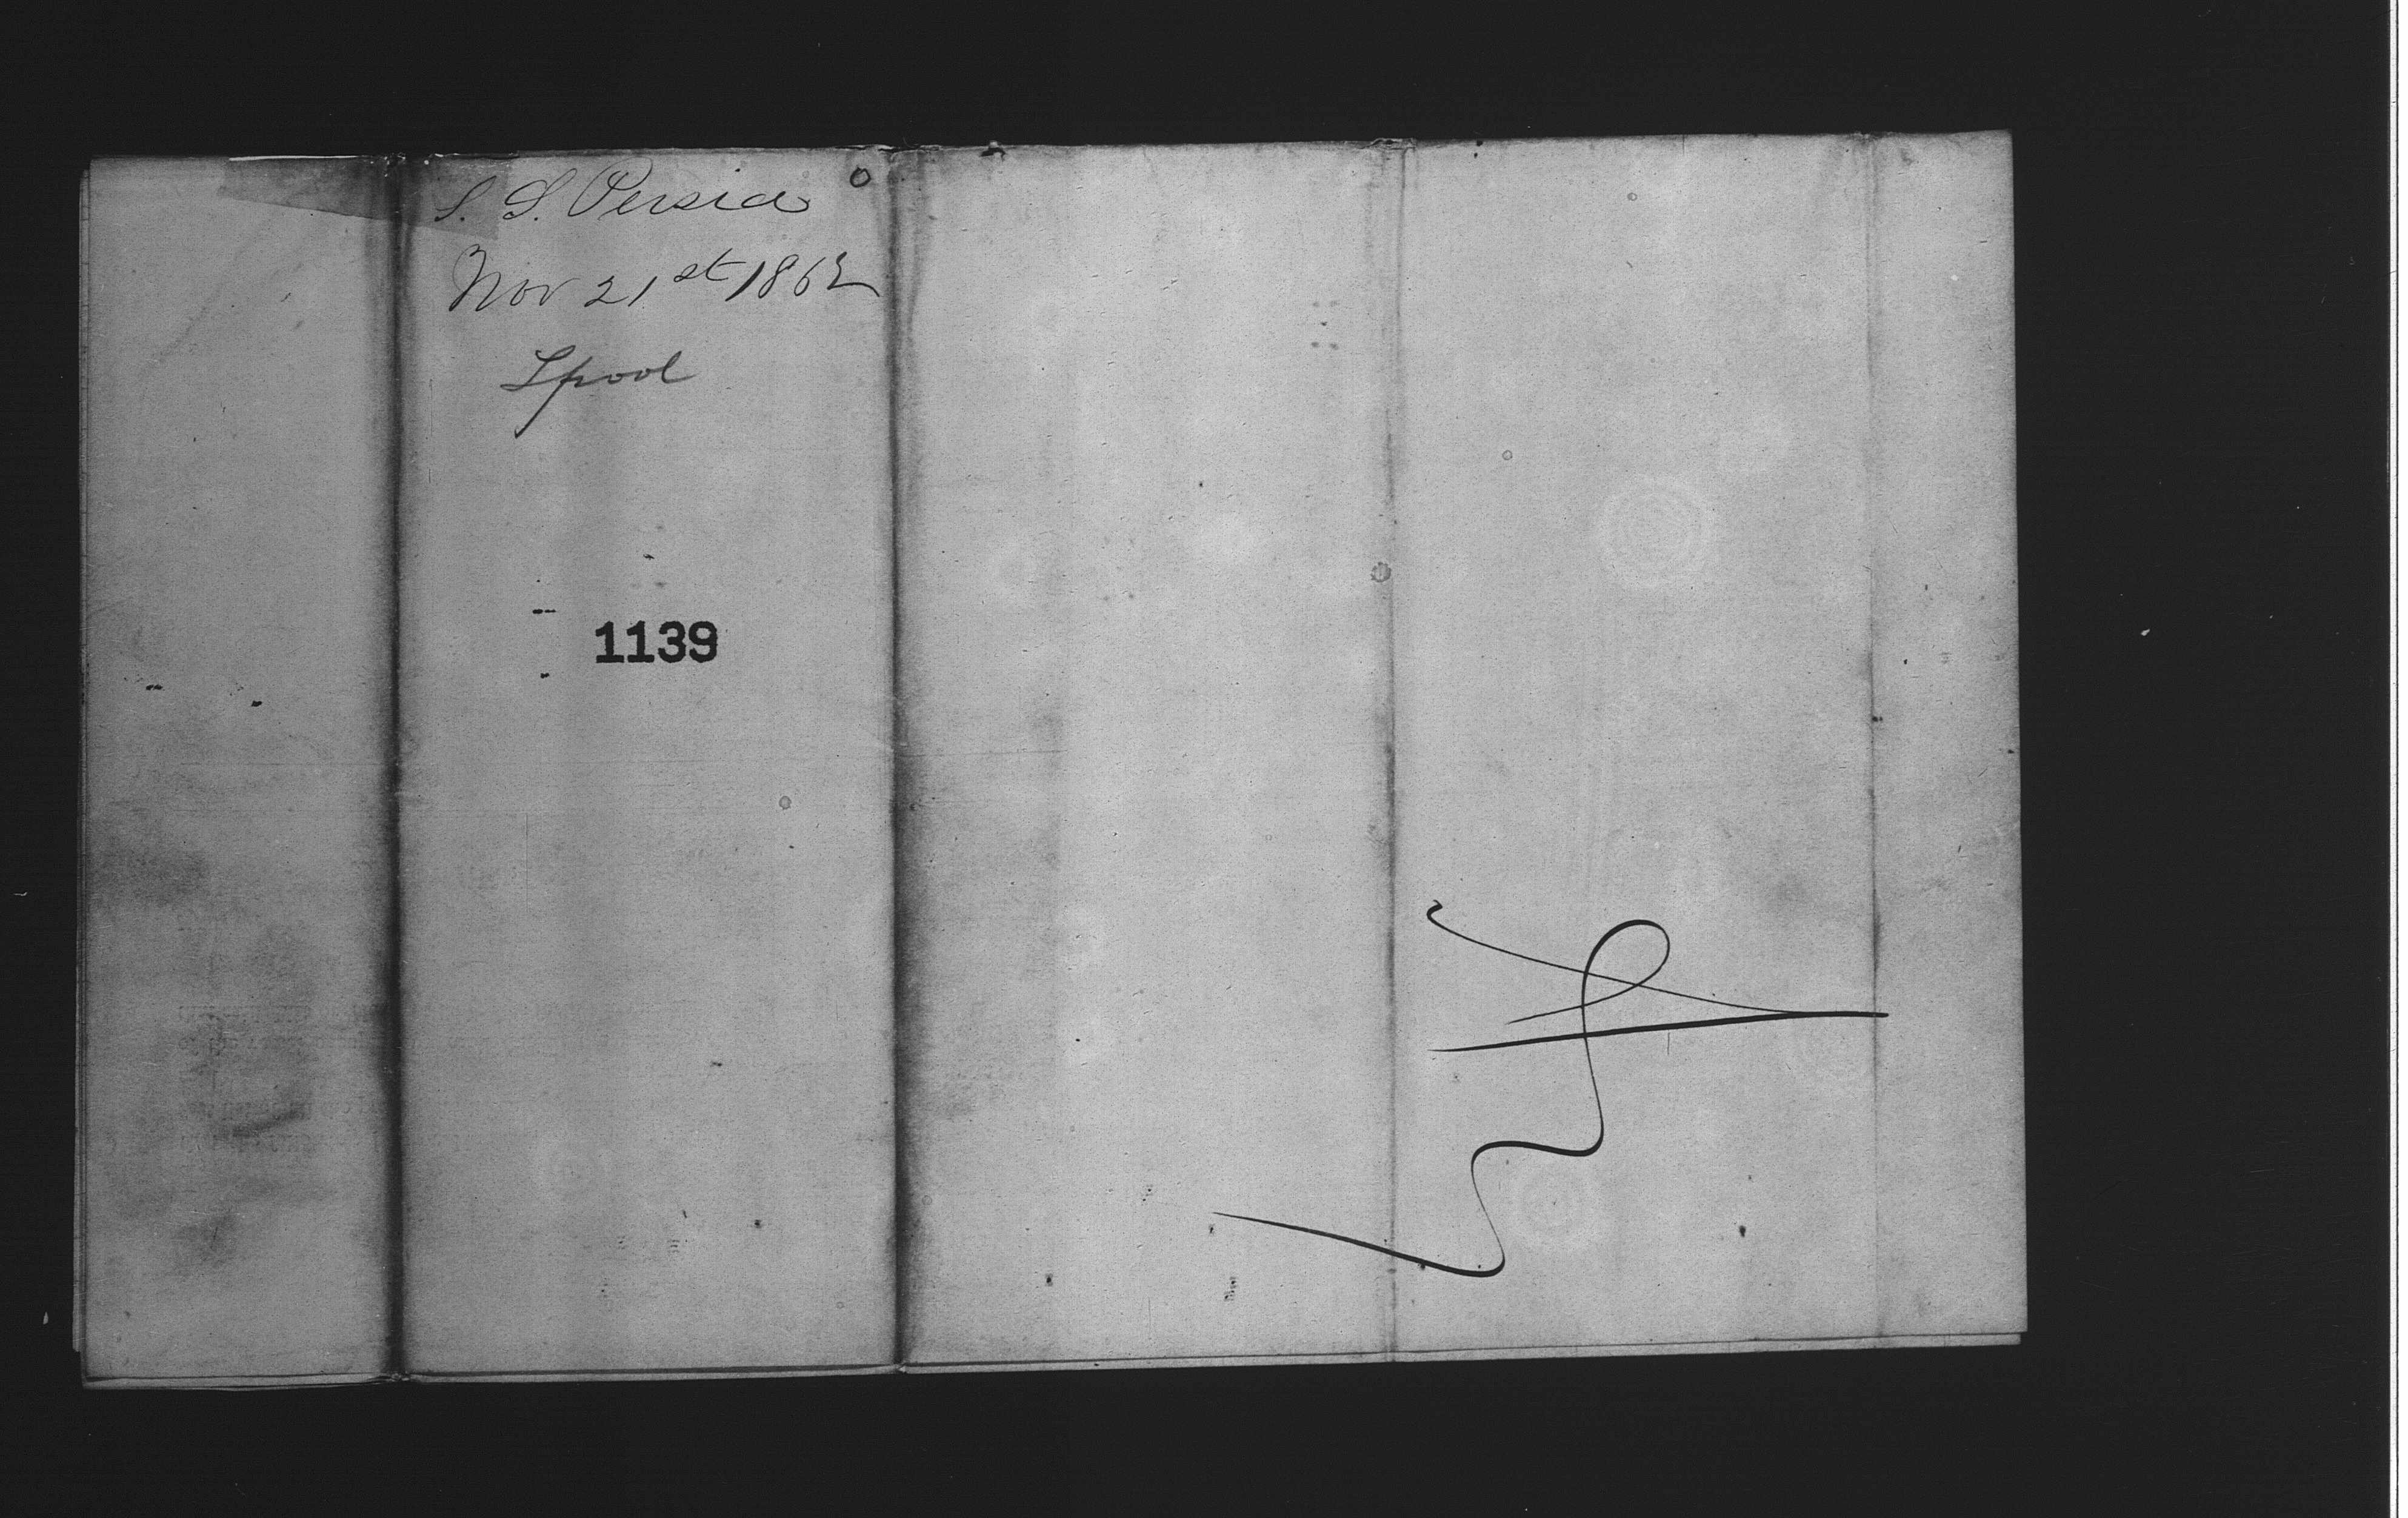 S. S. Persia
Nov 21st 1862
Lpool
1139